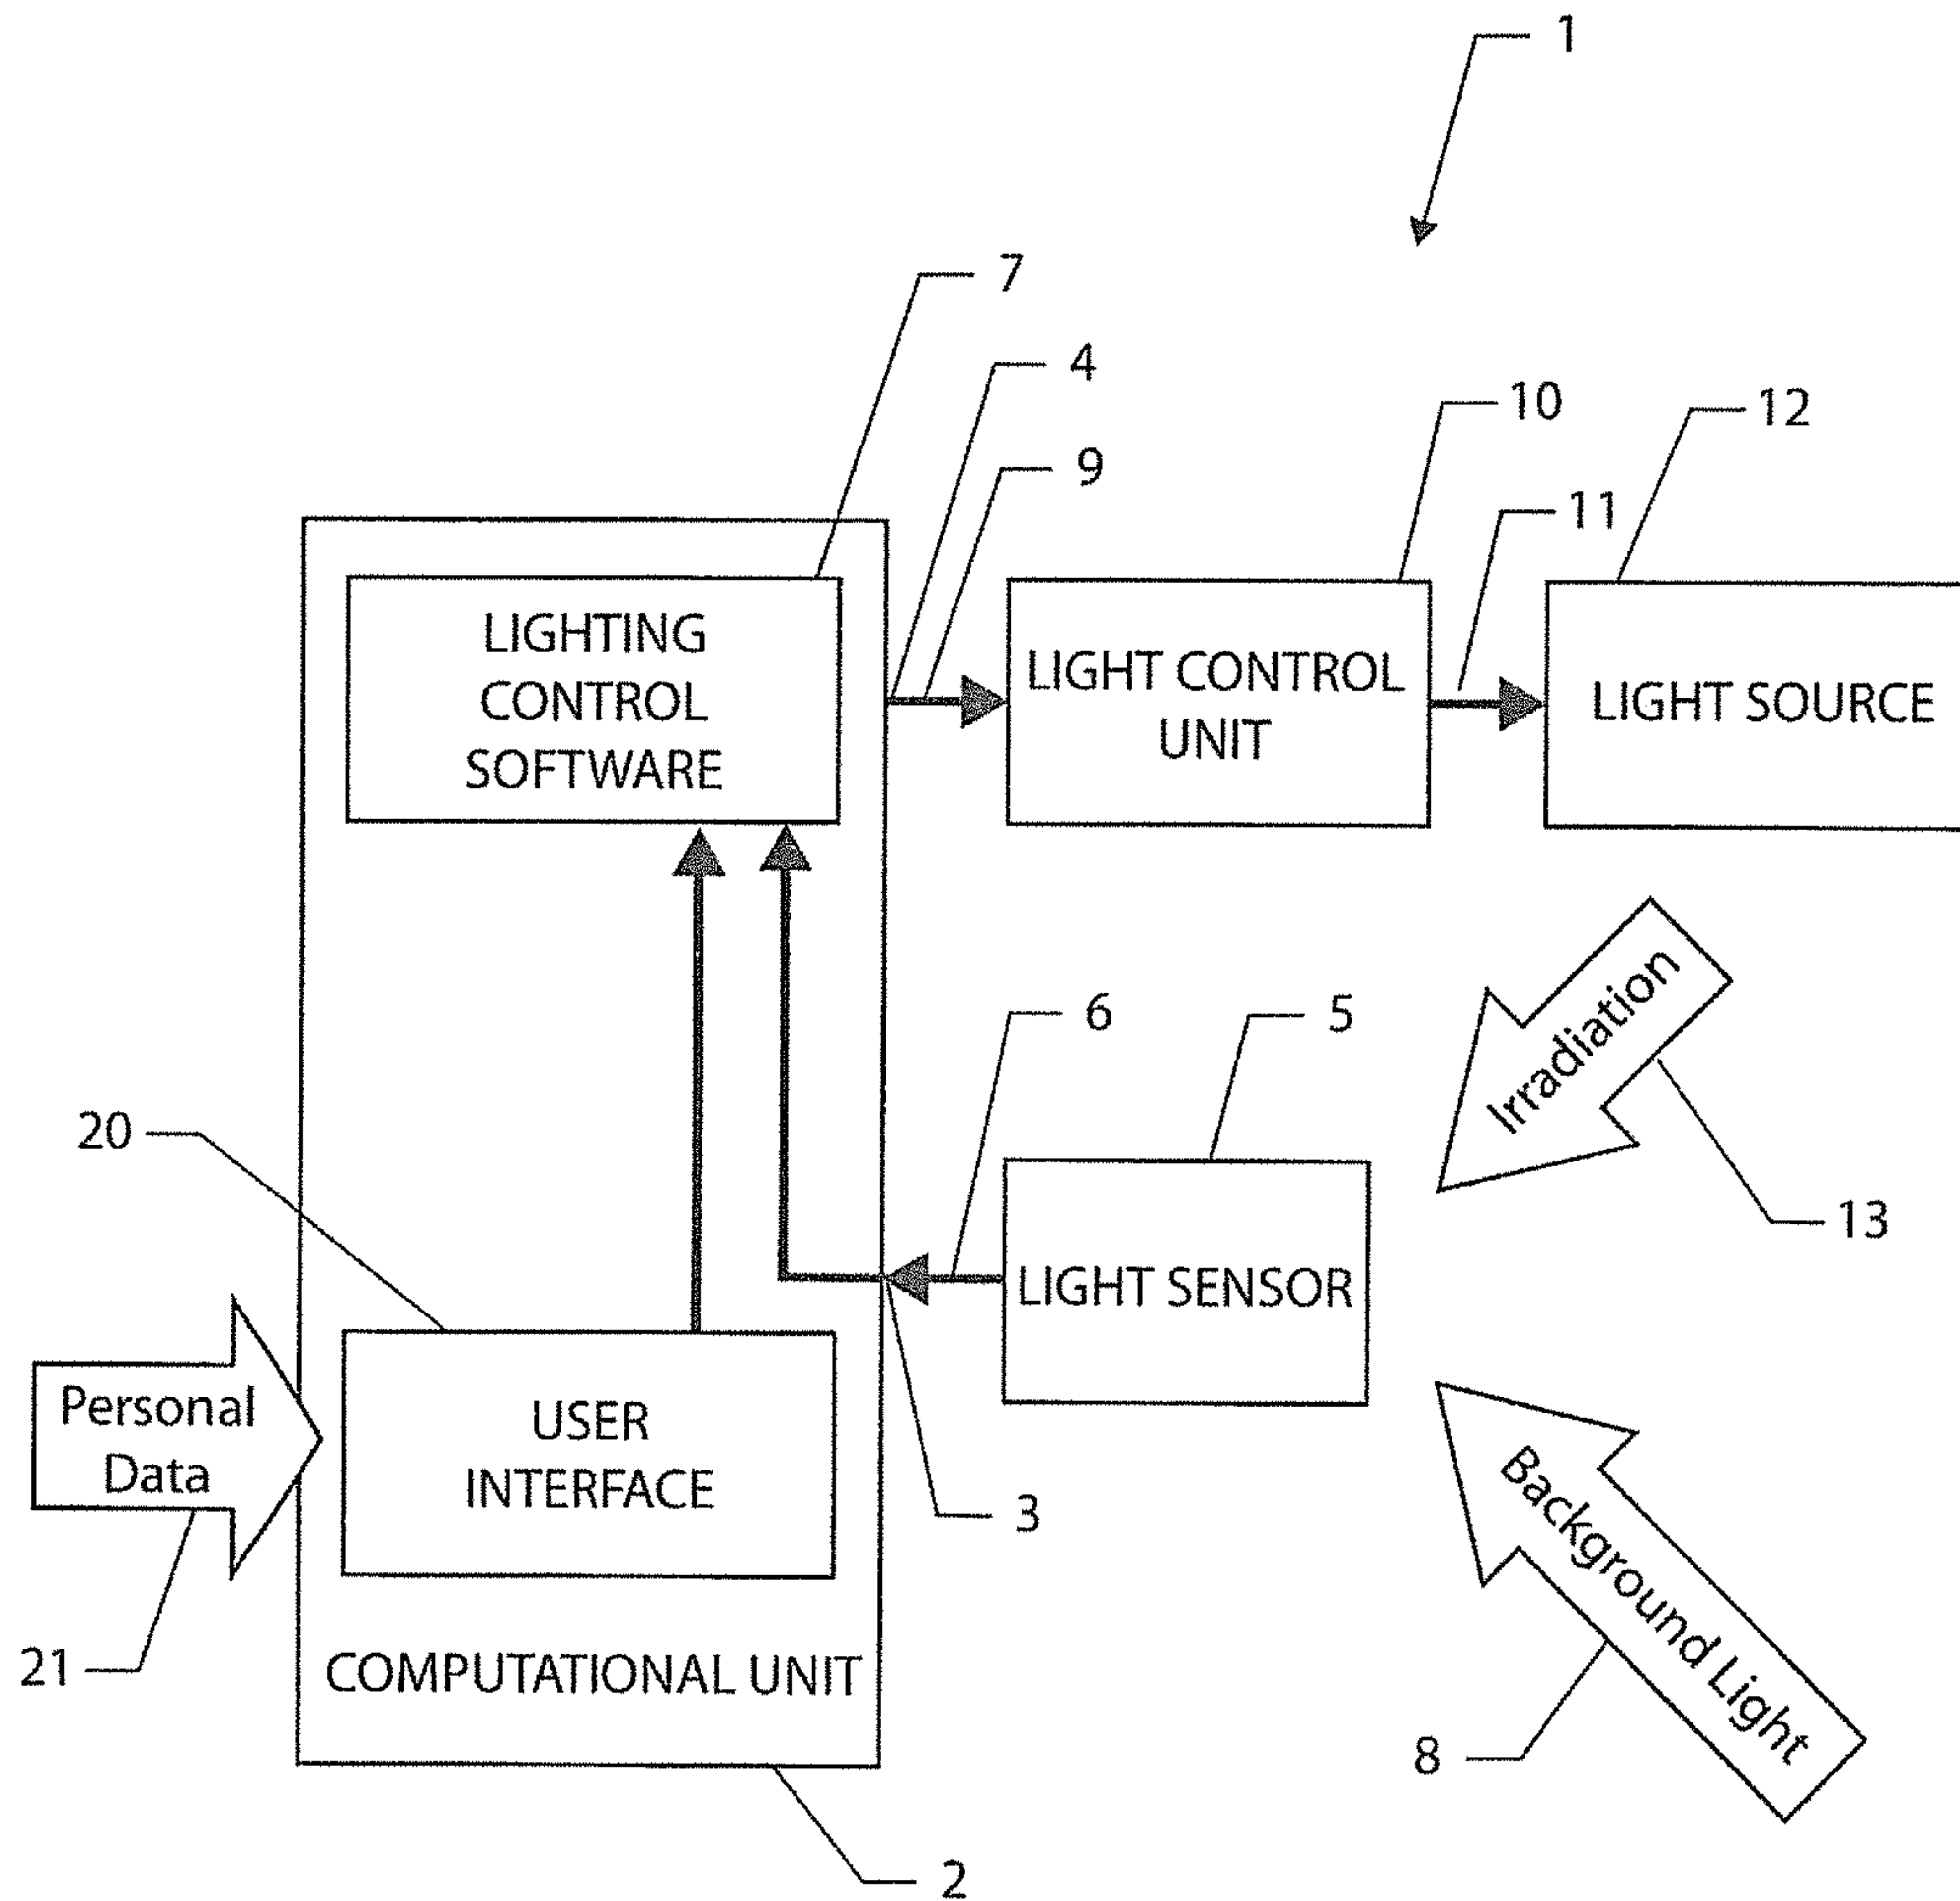 1
7
4
10
12
9
11
LIGHTING
CONTROL
SOFTWARE
LIGHT CONTROL
UNIT
LIGHT SOURCE
Irradiation
6
5
20
13
LIGHT SENSOR
Personal
Data
USER
INTERFACE
3
Background Light
21
COMPUTATIONAL UNIT
8
2